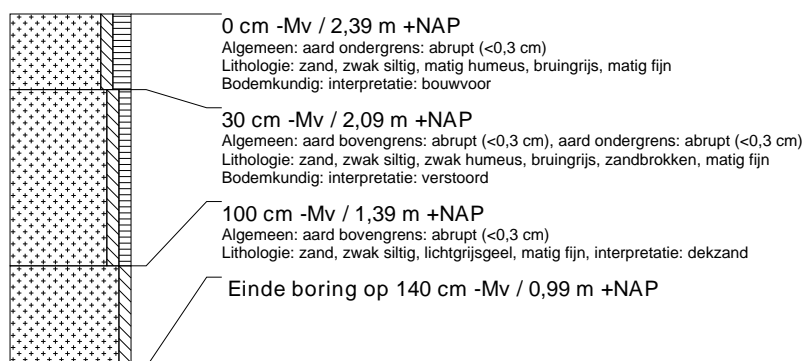 0 cm -Mv / 2,39 m +NAP
Algemeen: aard ondergrens: abrupt (<0,3 cm)
Lithologie: zand, zwak siltig, matig humeus, bruingrijs, matig fijn
Bodemkundig: interpretatie: bouwvoor
30 cm -Mv / 2,09 m +NAP
Algemeen: aard bovengrens: abrupt (<0,3 cm), aard ondergrens: abrupt (<0,3 cm)
Lithologie: zand, zwak siltig, zwak humeus, bruingrijs, zandbrokken, matig fijn
Bodemkundig: interpretatie: verstoord
100 cm -Mv / 1,39 m +NAP
Algemeen: aard bovengrens: abrupt (<0,3 cm)
Lithologie: zand, zwak siltig, lichtgrijsgeel, matig fijn, interpretatie: dekzand
Einde boring op 140 cm -Mv / 0,99 m +NAP